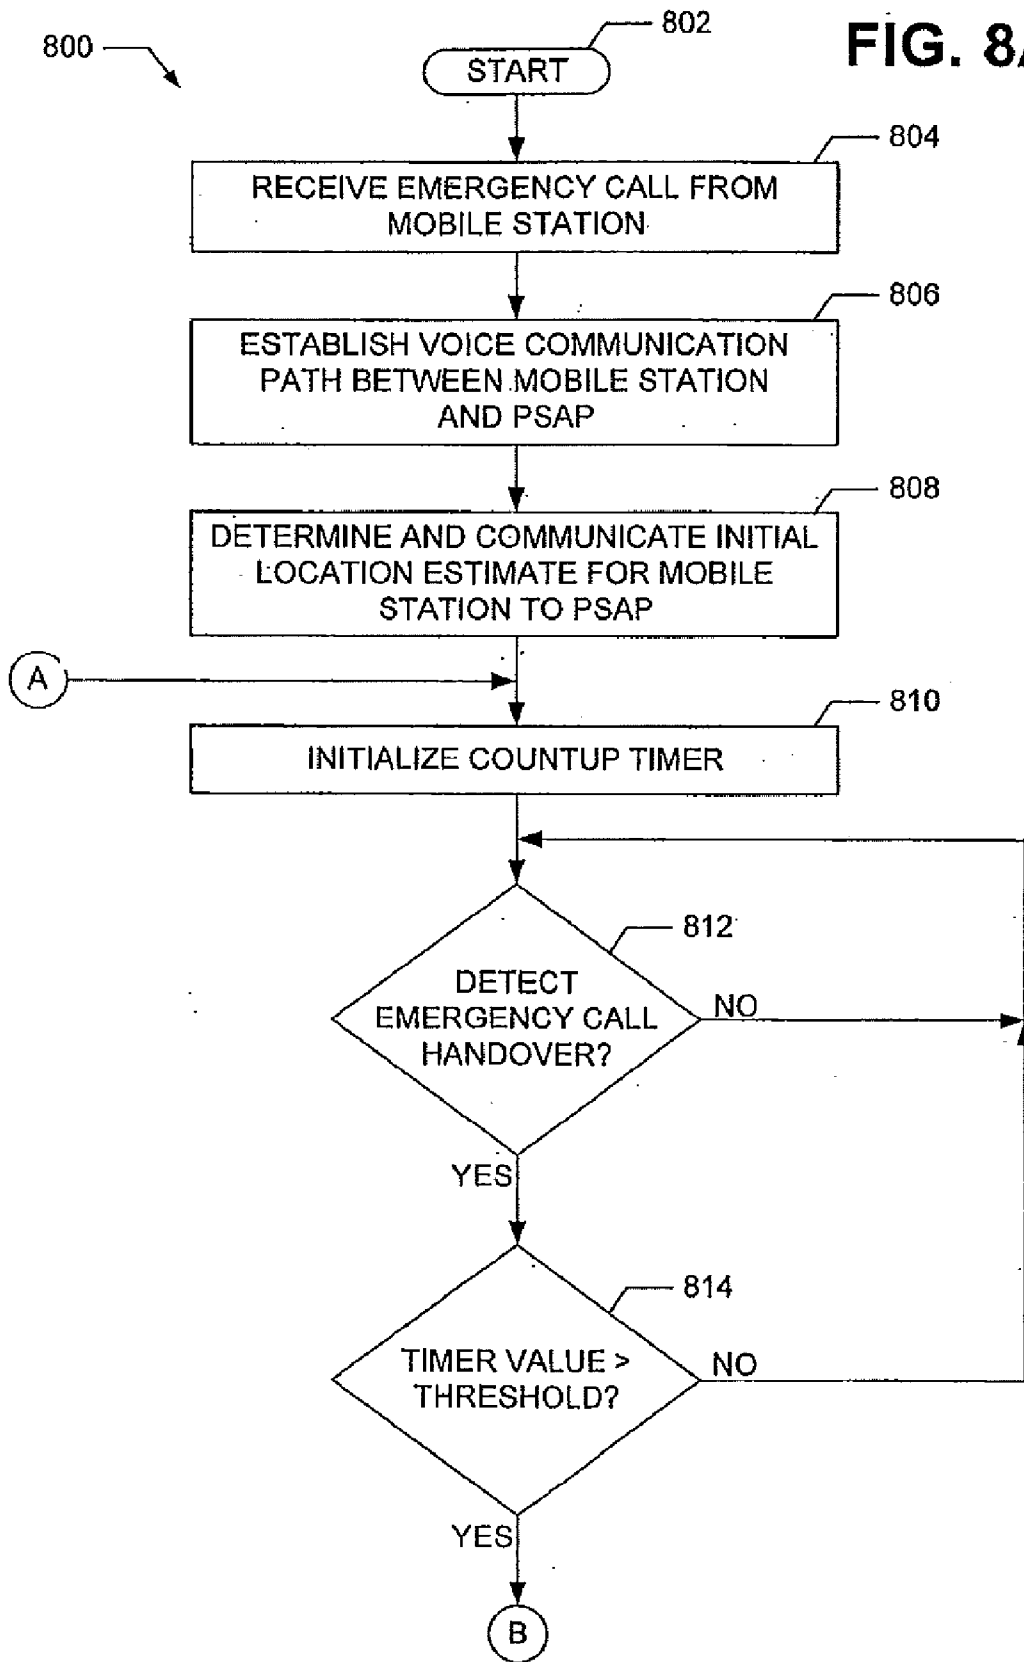 800
802
FIG. 8A
START
804
RECEIVE EMERGENCY CALL FROM
MOBILE STATION
806
ESTABLISH VOICE COMMUNICATION
PATH BETWEEN MOBILE STATION
AND PSAP
808
DETERMINE AND COMMUNICATE INITIAL
LOCATION ESTIMATE FOR MOBILE
STATION TO PSAP
A
810
INITIALIZE COUNTUP TIMER
812
DETECT
EMERGENCY CALL
HANDOVER?
NO
YES
814
TIMER VALUE >
THRESHOLD?
NO
YES
B